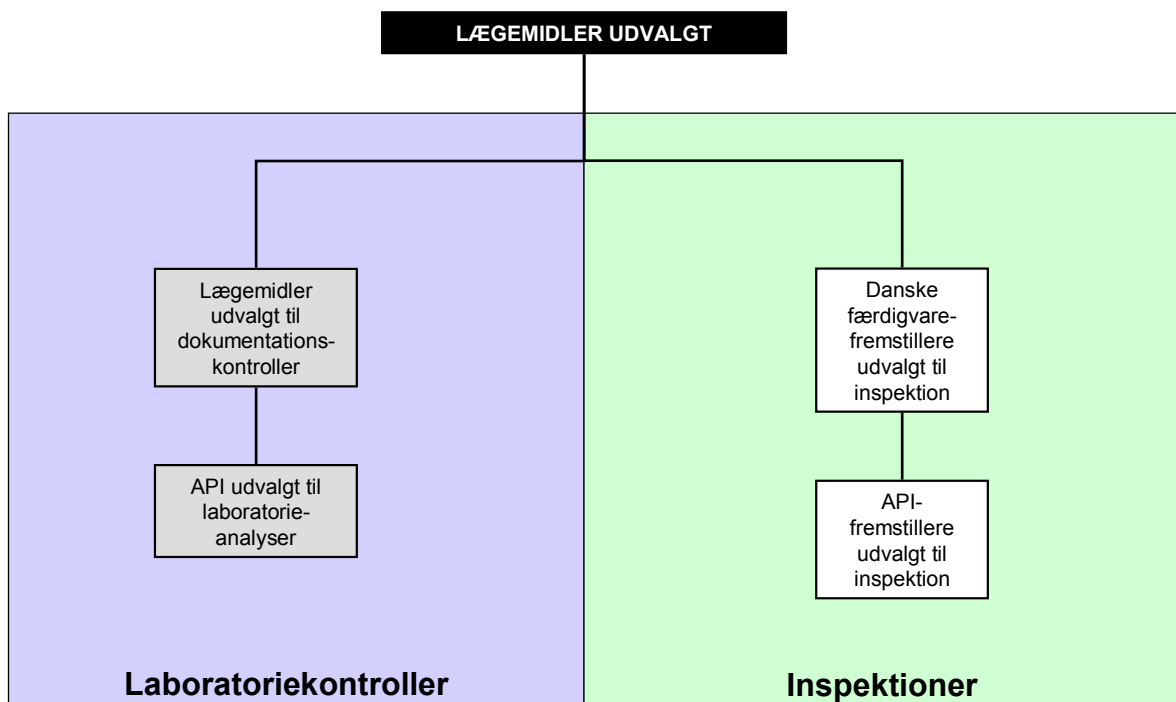 LÆGEMIDLER UDVALGT
Lægemidler
udvalgt til
dokumentations-
kontroller
API udvalgt til
laboratorie-
analyser
Danske
færdigvare-
fremstillere
udvalgt til
inspektion
API-
fremstillere
udvalgt til
inspektion
Laboratoriekontroller
Inspektioner